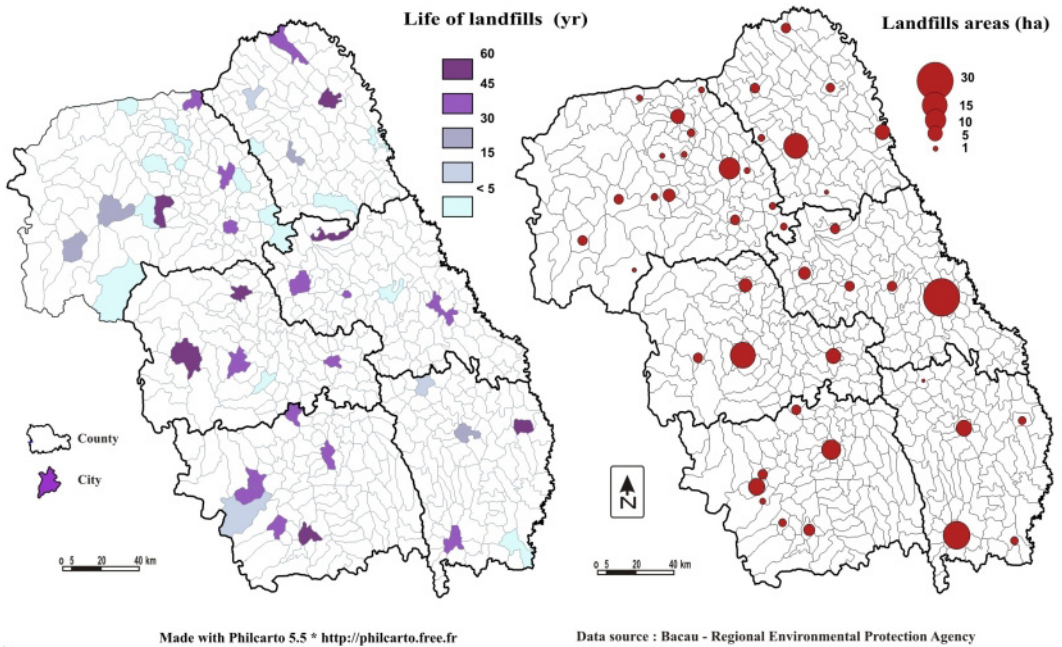 Life of landfills (yr)
60
45
30
15
< 5
Landfills areas (ha)
30
15
10
5
1
County
City
N
o 5 20 40 km
o 5 20 40 km
Made with Philcarto 5.5 * http://philcarto.free.fr
Data source : Bacau - Regional Environmental Protection Agency